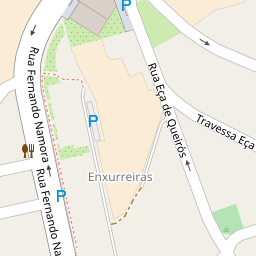 P
Rua Fernando Namora
Rua Eça de Queirós
P
Travessa Eça
Enxurreiras
Rua Fernando Na
P